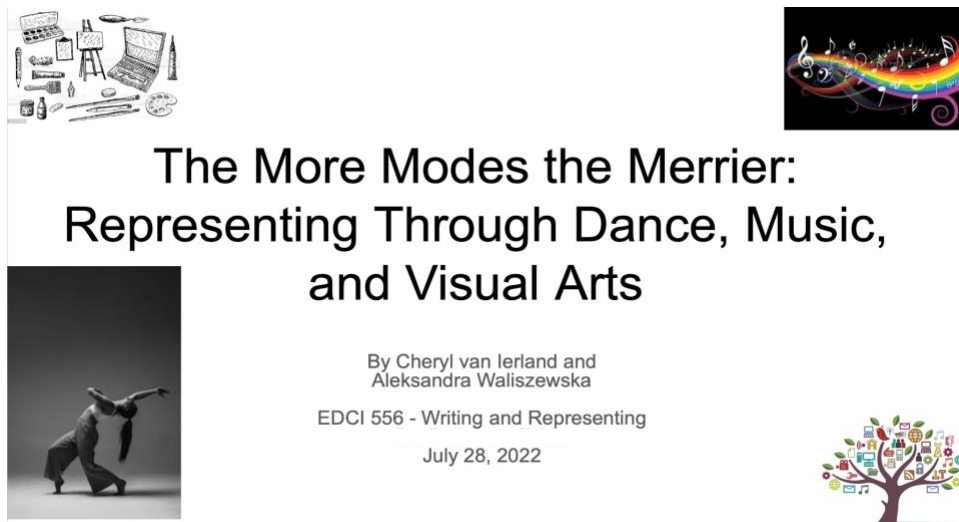 The More Modes the Merrier:
Representing Through Dance, Music,
and Visual Arts
By Cheryl van Ierland and
Aleksandra Waliszewska
EDCI 556 - Writing and Representing
July 28, 2022